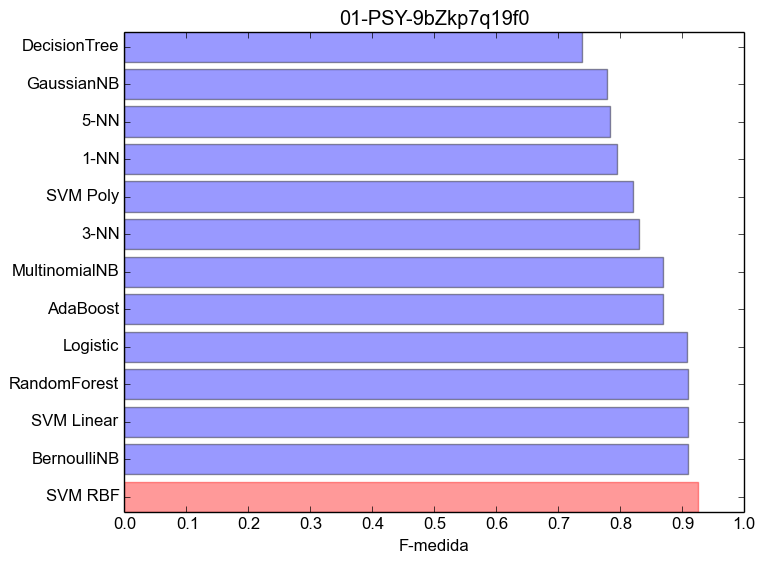 01-PSY-9bZkp7q19f0
DecisionTree
GaussianNB
5-NN
1-NN
SVM Poly
3-NN
MultinomialNB
AdaBoost
Logistic
RandomForest
SVM Linear
BernoulliNB
SVM RBF
0.0 0.1 0.2 0.3 0.4 0.5 0.6 0.7 0.8 0.9 1.0
F-medida